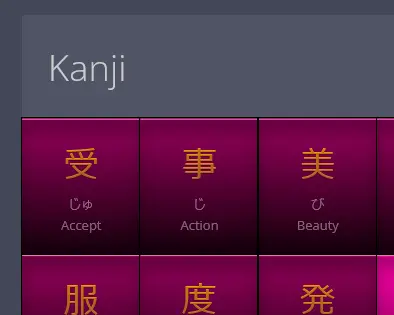 Kanji
受 事 美
じゅ じ び
Accept Action Beauty
服 度 発